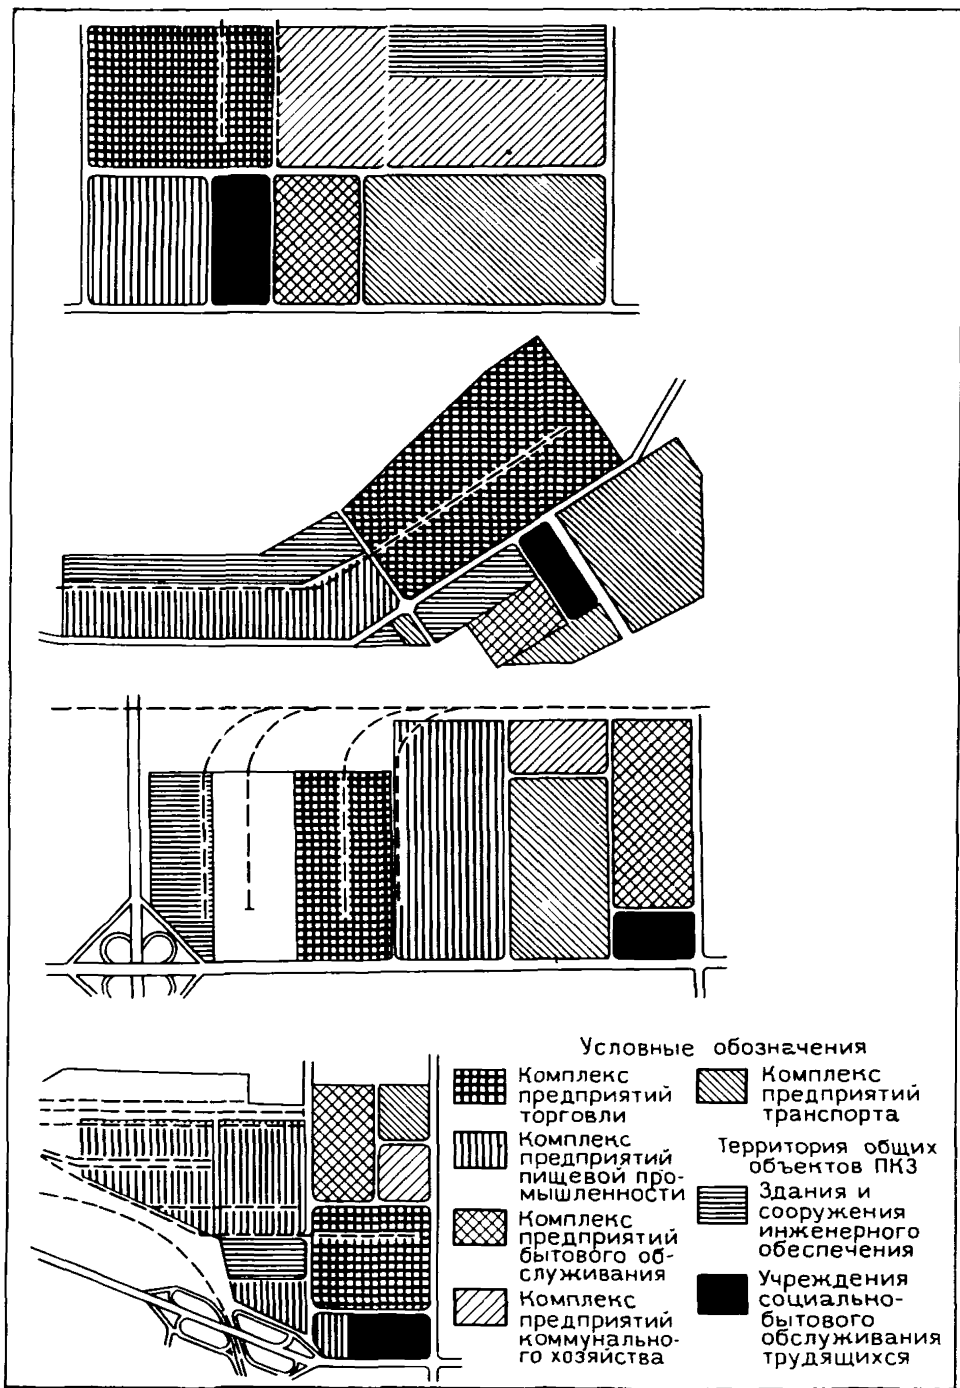 Условные обозначения
Комплекс
предприятий
торговли
Комплекс
предприятий
пищевой про-
мышленности
Комплекс
предприятий
бытового об-
служивания
Комплекс
предприятий
коммунально-
го хозяйства
Комплекс
предприятий
транспорта
Территория общих
объектов ПКЗ
Здания и
сооружения
инженерного
обеспечения
Учреждения
социально-
бытового
обслуживания
трудящихся